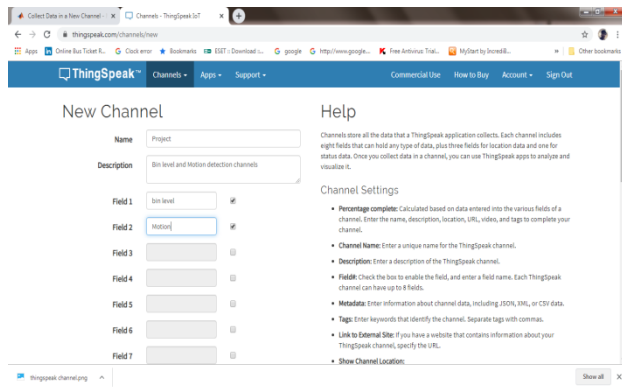 Collect Data in a New Channel -
Channels - ThingSpeak IoT
thingspeak.com/channels/new
Apps
Online Bus Ticket R...
Clock error
Bookmarks
ESET :: Download ::...
google
http://www.google...
Free Antivirus Trial...
MyStart by IncrediB...
Other bookmarks
ThingSpeak™
Channels
Apps
Support
Commercial Use
How to Buy
Account
Sign Out
New Channel
Name
Project
Description
Bin level and Motion detection channels
Field 1
bin level
Field 2
Motion
Field 3
Field 4
Field 5
Field 6
Field 7
Help
Channels store all the data that a ThingSpeak application collects. Each channel includes
eight fields that can hold any type of data, plus three fields for location data and one for
status data. Once you collect data in a channel, you can use ThingSpeak apps to analyze and
visualize it.
Channel Settings
• Percentage complete: Calculated based on data entered into the various fields of a
channel. Enter the name, description, location, URL, video, and tags to complete your
channel.
• Channel Name: Enter a unique name for the ThingSpeak channel.
• Description: Enter a description of the ThingSpeak channel.
• Field#: Check the box to enable the field, and enter a field name. Each ThingSpeak
channel can have up to 8 fields.
• Metadata: Enter information about channel data, including JSON, XML, or CSV data.
• Tags: Enter keywords that identify the channel. Separate tags with commas.
• Link to External Site: If you have a website that contains information about your
ThingSpeak channel, specify the URL.
• Show Channel Location:
thingspeak channel.png
Show all